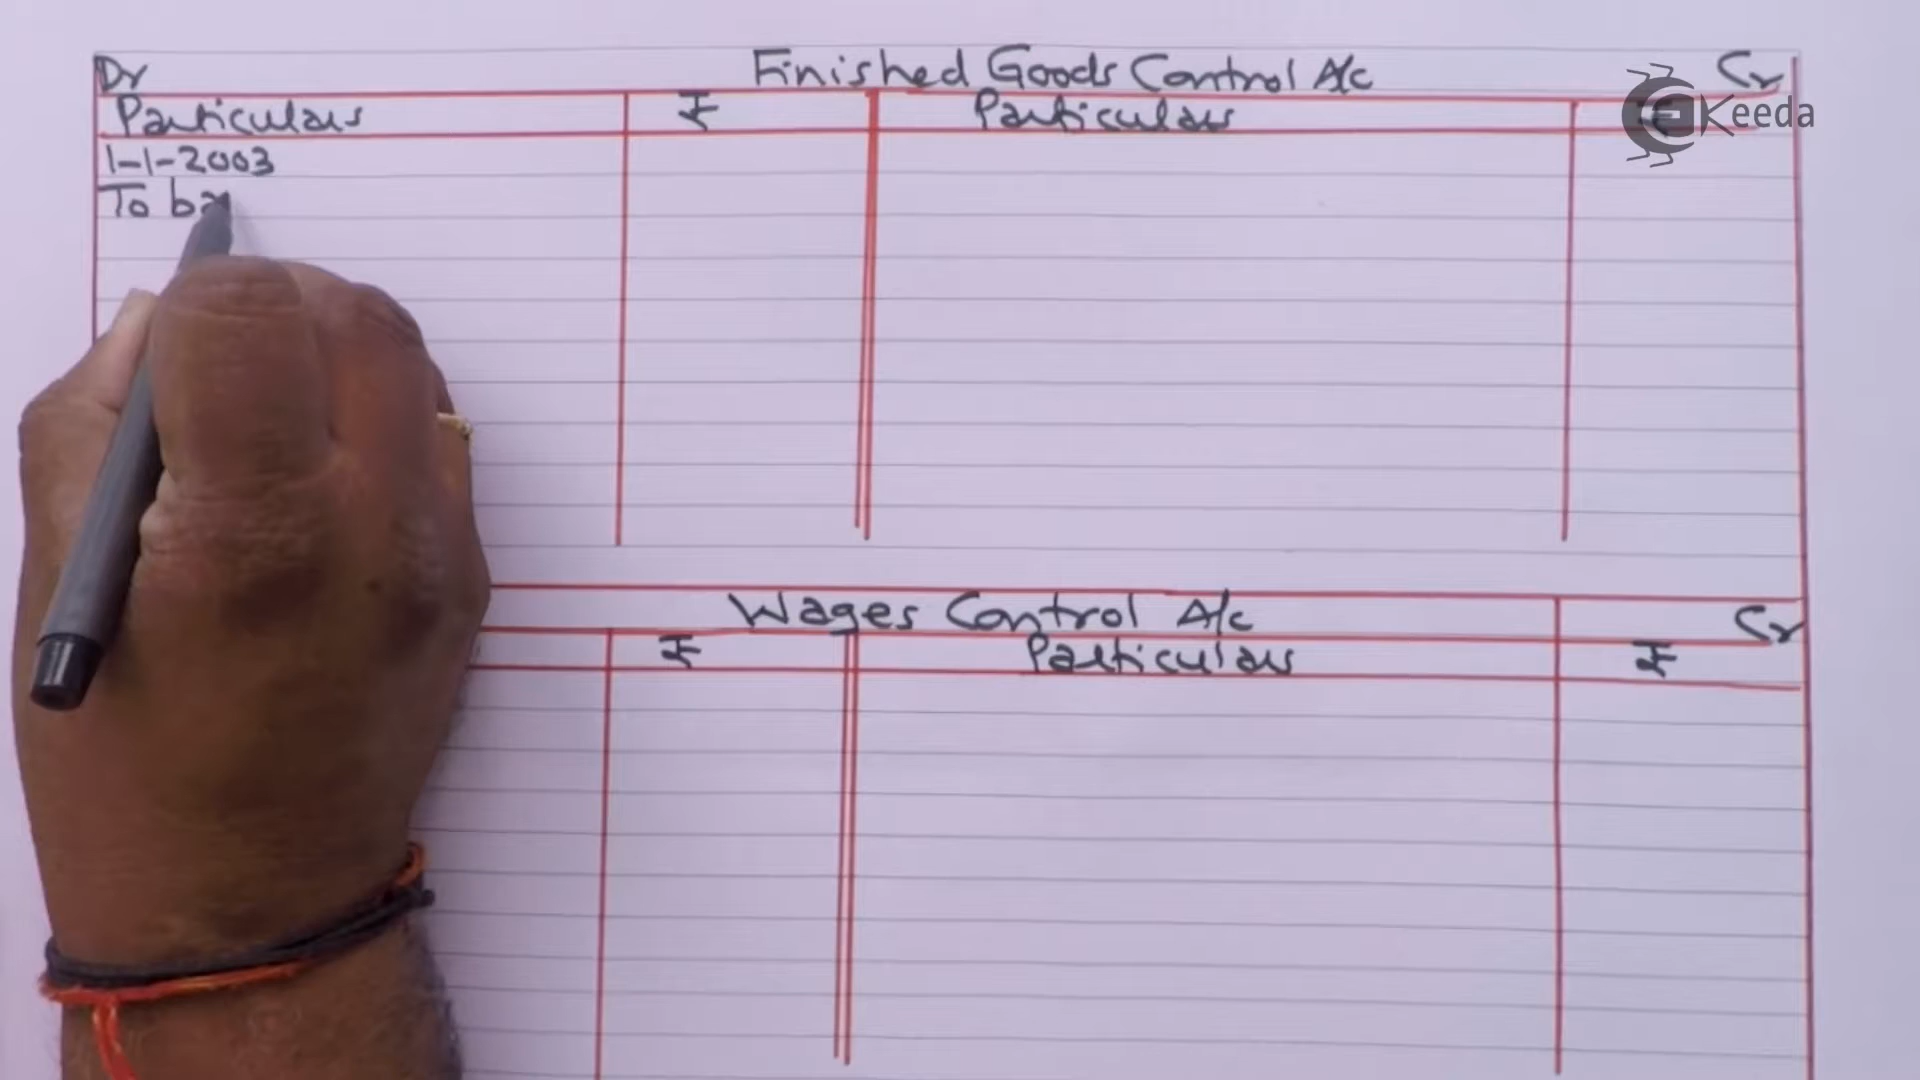 Dr Finished Goods Control A/c Cr
Particulars ₹ Particulars ₹
Keeda
1-1-2003
To ba
Wages Control A/c Cr
₹ Particulars ₹